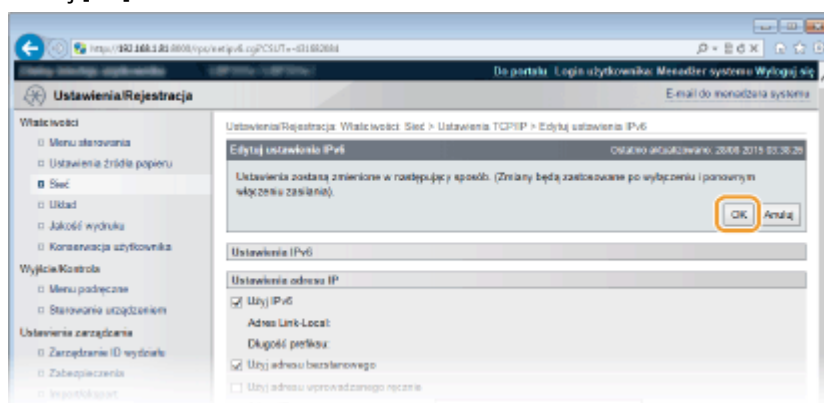 Do portalu Login użytkownika: Menedżer systemu Wyloguj się
Ustawienia/Rejestracja
E-mail do menadżera systemu
Właściwości
Menu sterowania
Ustawienia źródła papieru
Sieć
Układ
Jakość wydruku
Konserwacja użytkownika
Wyjście/Kontrola
Menu podręczne
Sterowanie urządzeniem
Ustawienia zarządzania
Zarządzanie ID wydziału
Zabezpieczenia
Import/Eksport
Ustawienia/Rejestracja: Właściwości: Sieć > Ustawienia TCP/IP > Edytuj ustawienia IPv6
Edytuj ustawienia IPv6
Ostatnio aktualizowano: 28/08 2015 03:38:26
Ustawienia zostaną zmienione w następujący sposób. (Zmiany będą zastosowane po wyłączeniu i ponownym
włączeniu zasilania).
OK Anuluj
Ustawienia IPv6
Ustawienia adresu IP
Użyj IPv6
Adres Link-Local:
Długość prefiksu:
Użyj adresu bezstanowego
Użyj adresu wprowadzanego ręcznie